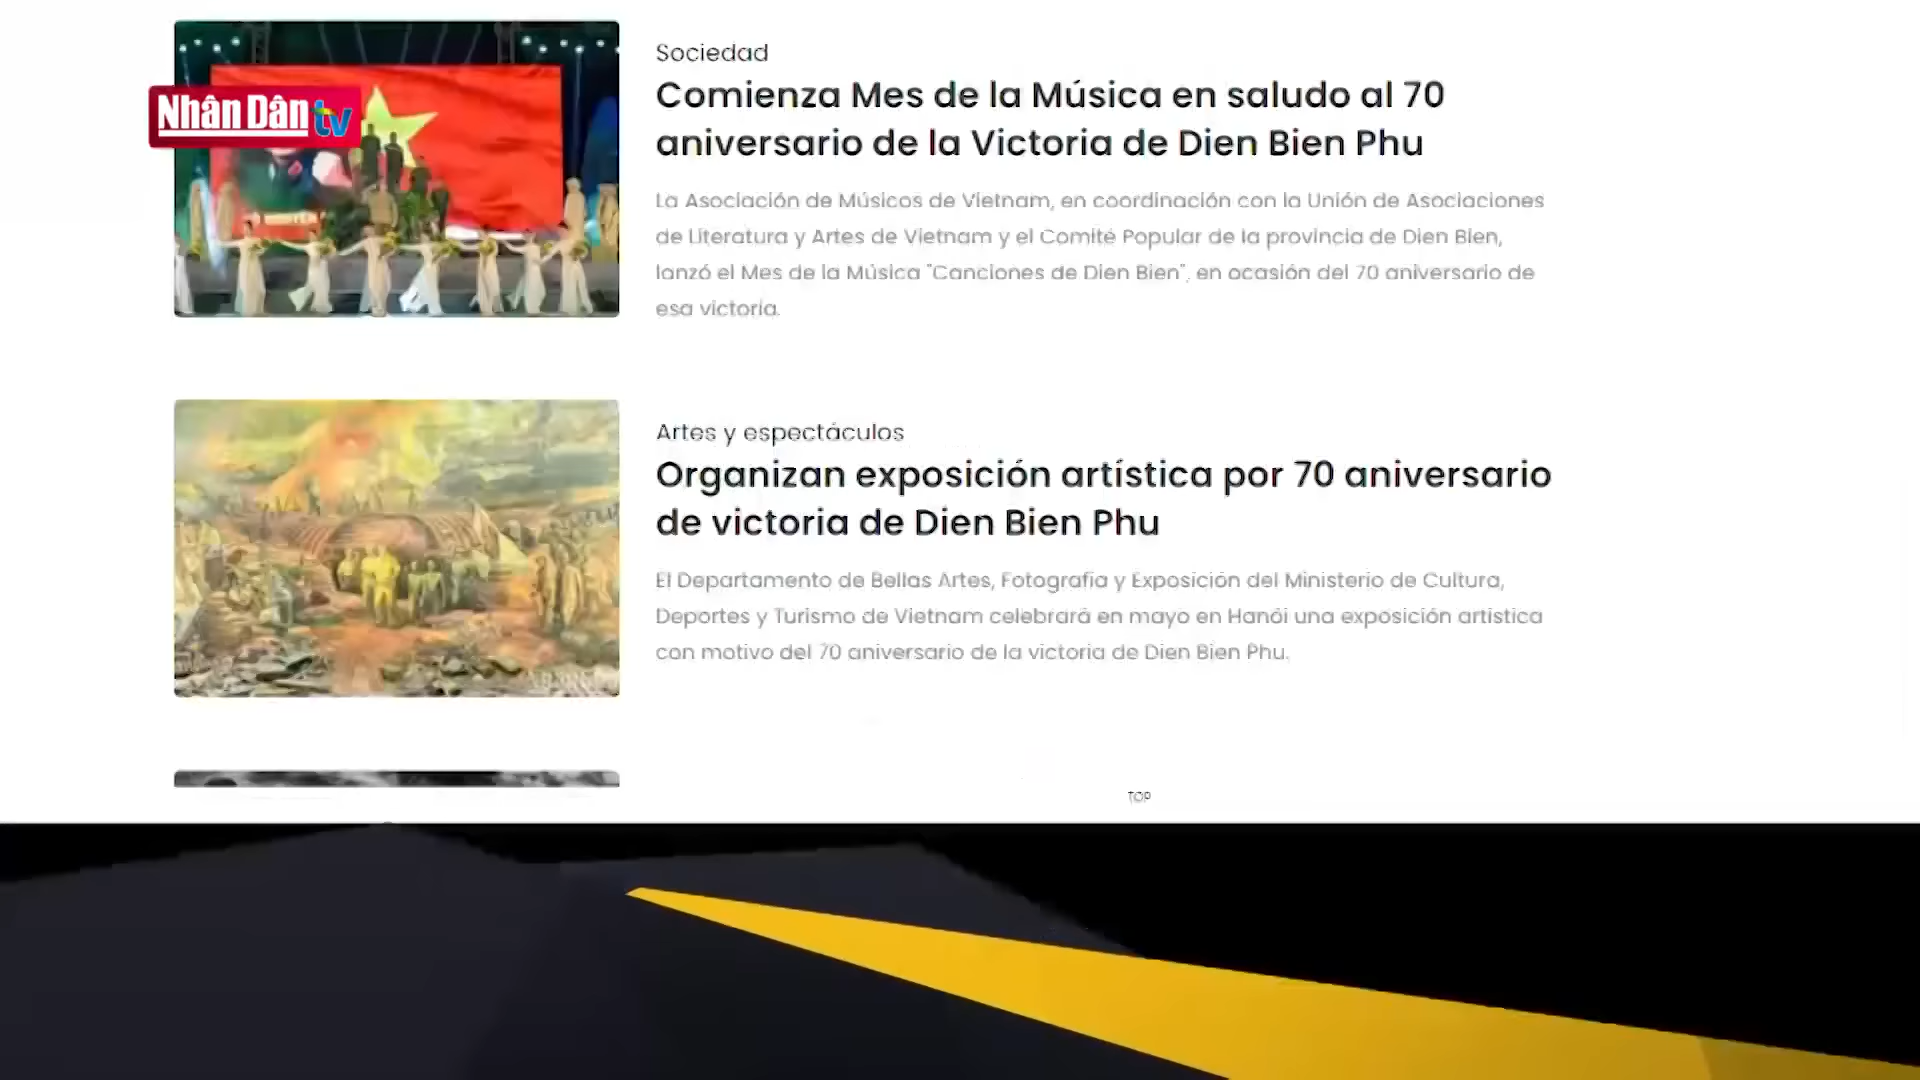 Nhân Dân tv
Sociedad
Comienza Mes de la Música en saludo al 70
aniversario de la Victoria de Dien Bien Phu
La Asociación de Músicos de Vietnam, en coordinación con la Unión de Asociaciones
de Literatura y Artes de Vietnam y el Comité Popular de la provincia de Dien Bien,
lanzó el Mes de la Música "Canciones de Dien Bien", en ocasión del 70 aniversario de
esa victoria.
Artes y espectáculos
Organizan exposición artística por 70 aniversario
de victoria de Dien Bien Phu
El Departamento de Bellas Artes, Fotografía y Exposición del Ministerio de Cultura,
Deportes y Turismo de Vietnam celebrará en mayo en Hanói una exposición artística
con motivo del 70 aniversario de la victoria de Dien Bien Phu.
TOP